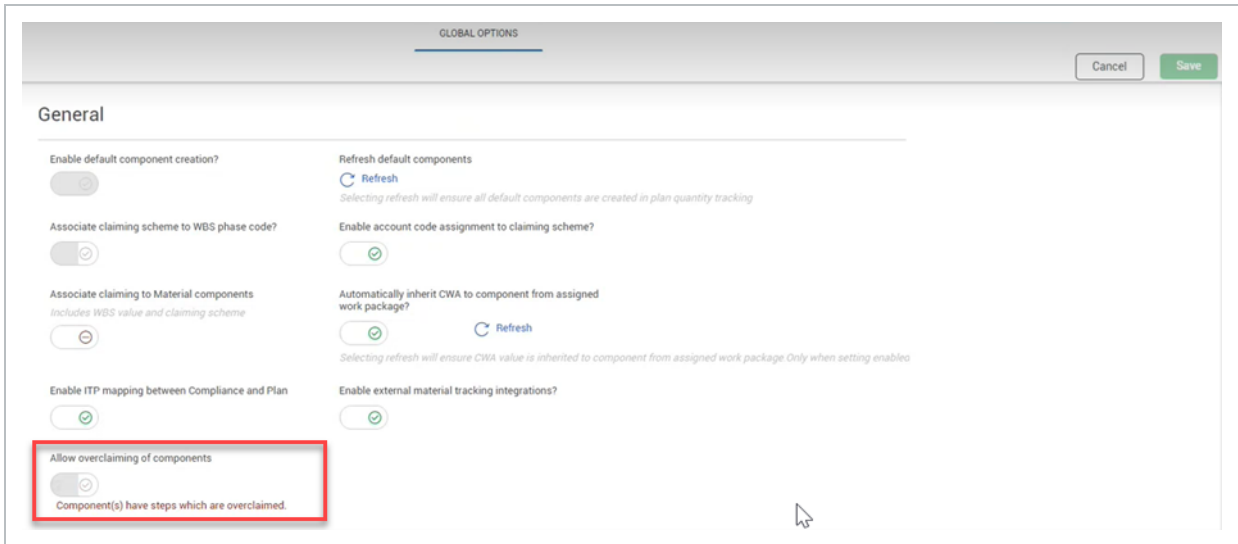 GLOBAL OPTIONS
Cancel
Save
General
Enable default component creation?
Refresh default components
Refresh
Selecting refresh will ensure all default components are created in plan quantity tracking
Associate claiming scheme to WBS phase code?
Enable account code assignment to claiming scheme?
Associate claiming to Material components
Includes WBS value and claiming scheme
Automatically inherit CWA to component from assigned
work package?
Refresh
Selecting refresh will ensure CWA value is inherited to component from assigned work package Only when setting enabled
Enable ITP mapping between Compliance and Plan
Enable external material tracking integrations?
Allow overclaiming of components
Component(s) have steps which are overclaimed.